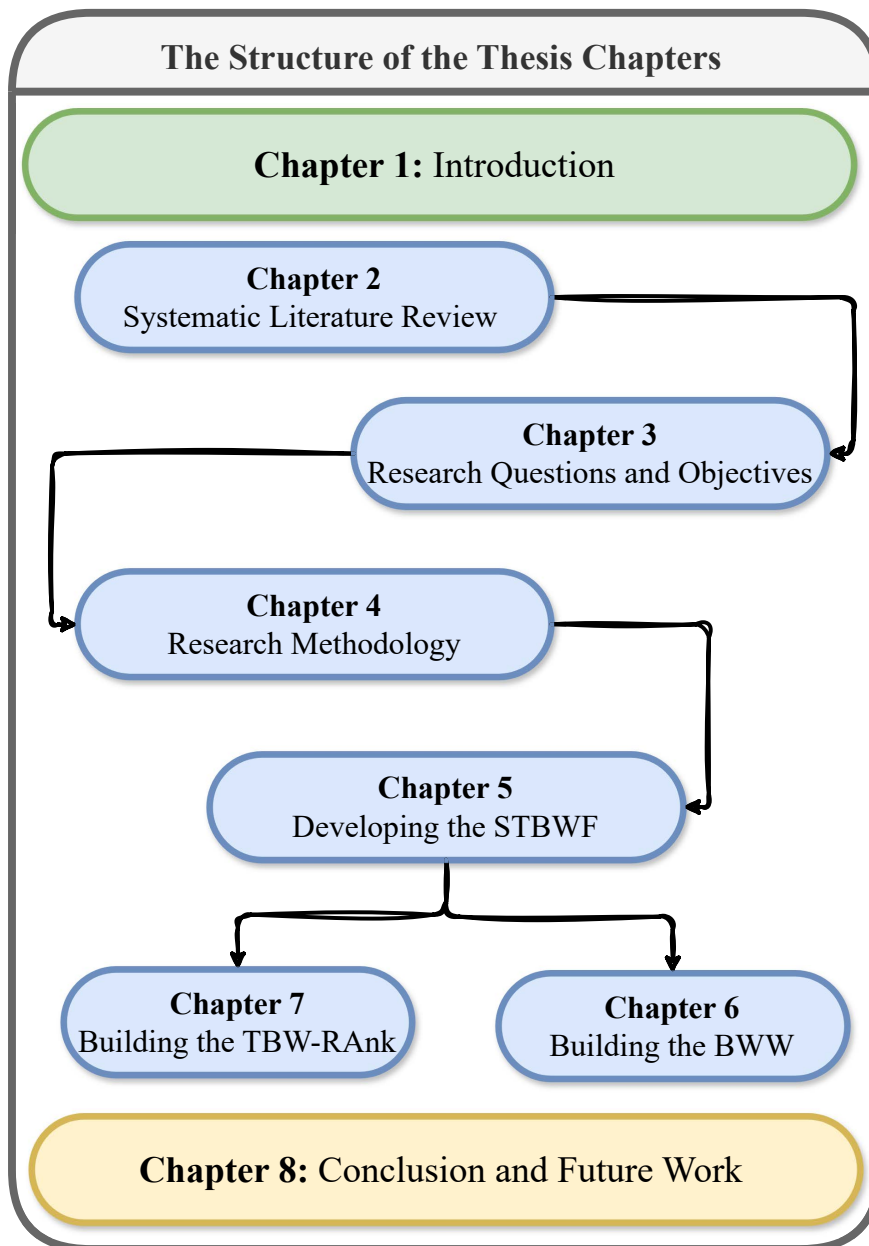 The Structure of the Thesis Chapters
Chapter 1: Introduction
Chapter 2
Systematic Literature Review
Chapter 3
Research Questions and Objectives
Chapter 4
Research Methodology
Chapter 5
Developing the STBWF
Chapter 7
Building the TBW-RAnk
Chapter 6
Building the BWW
Chapter 8: Conclusion and Future Work